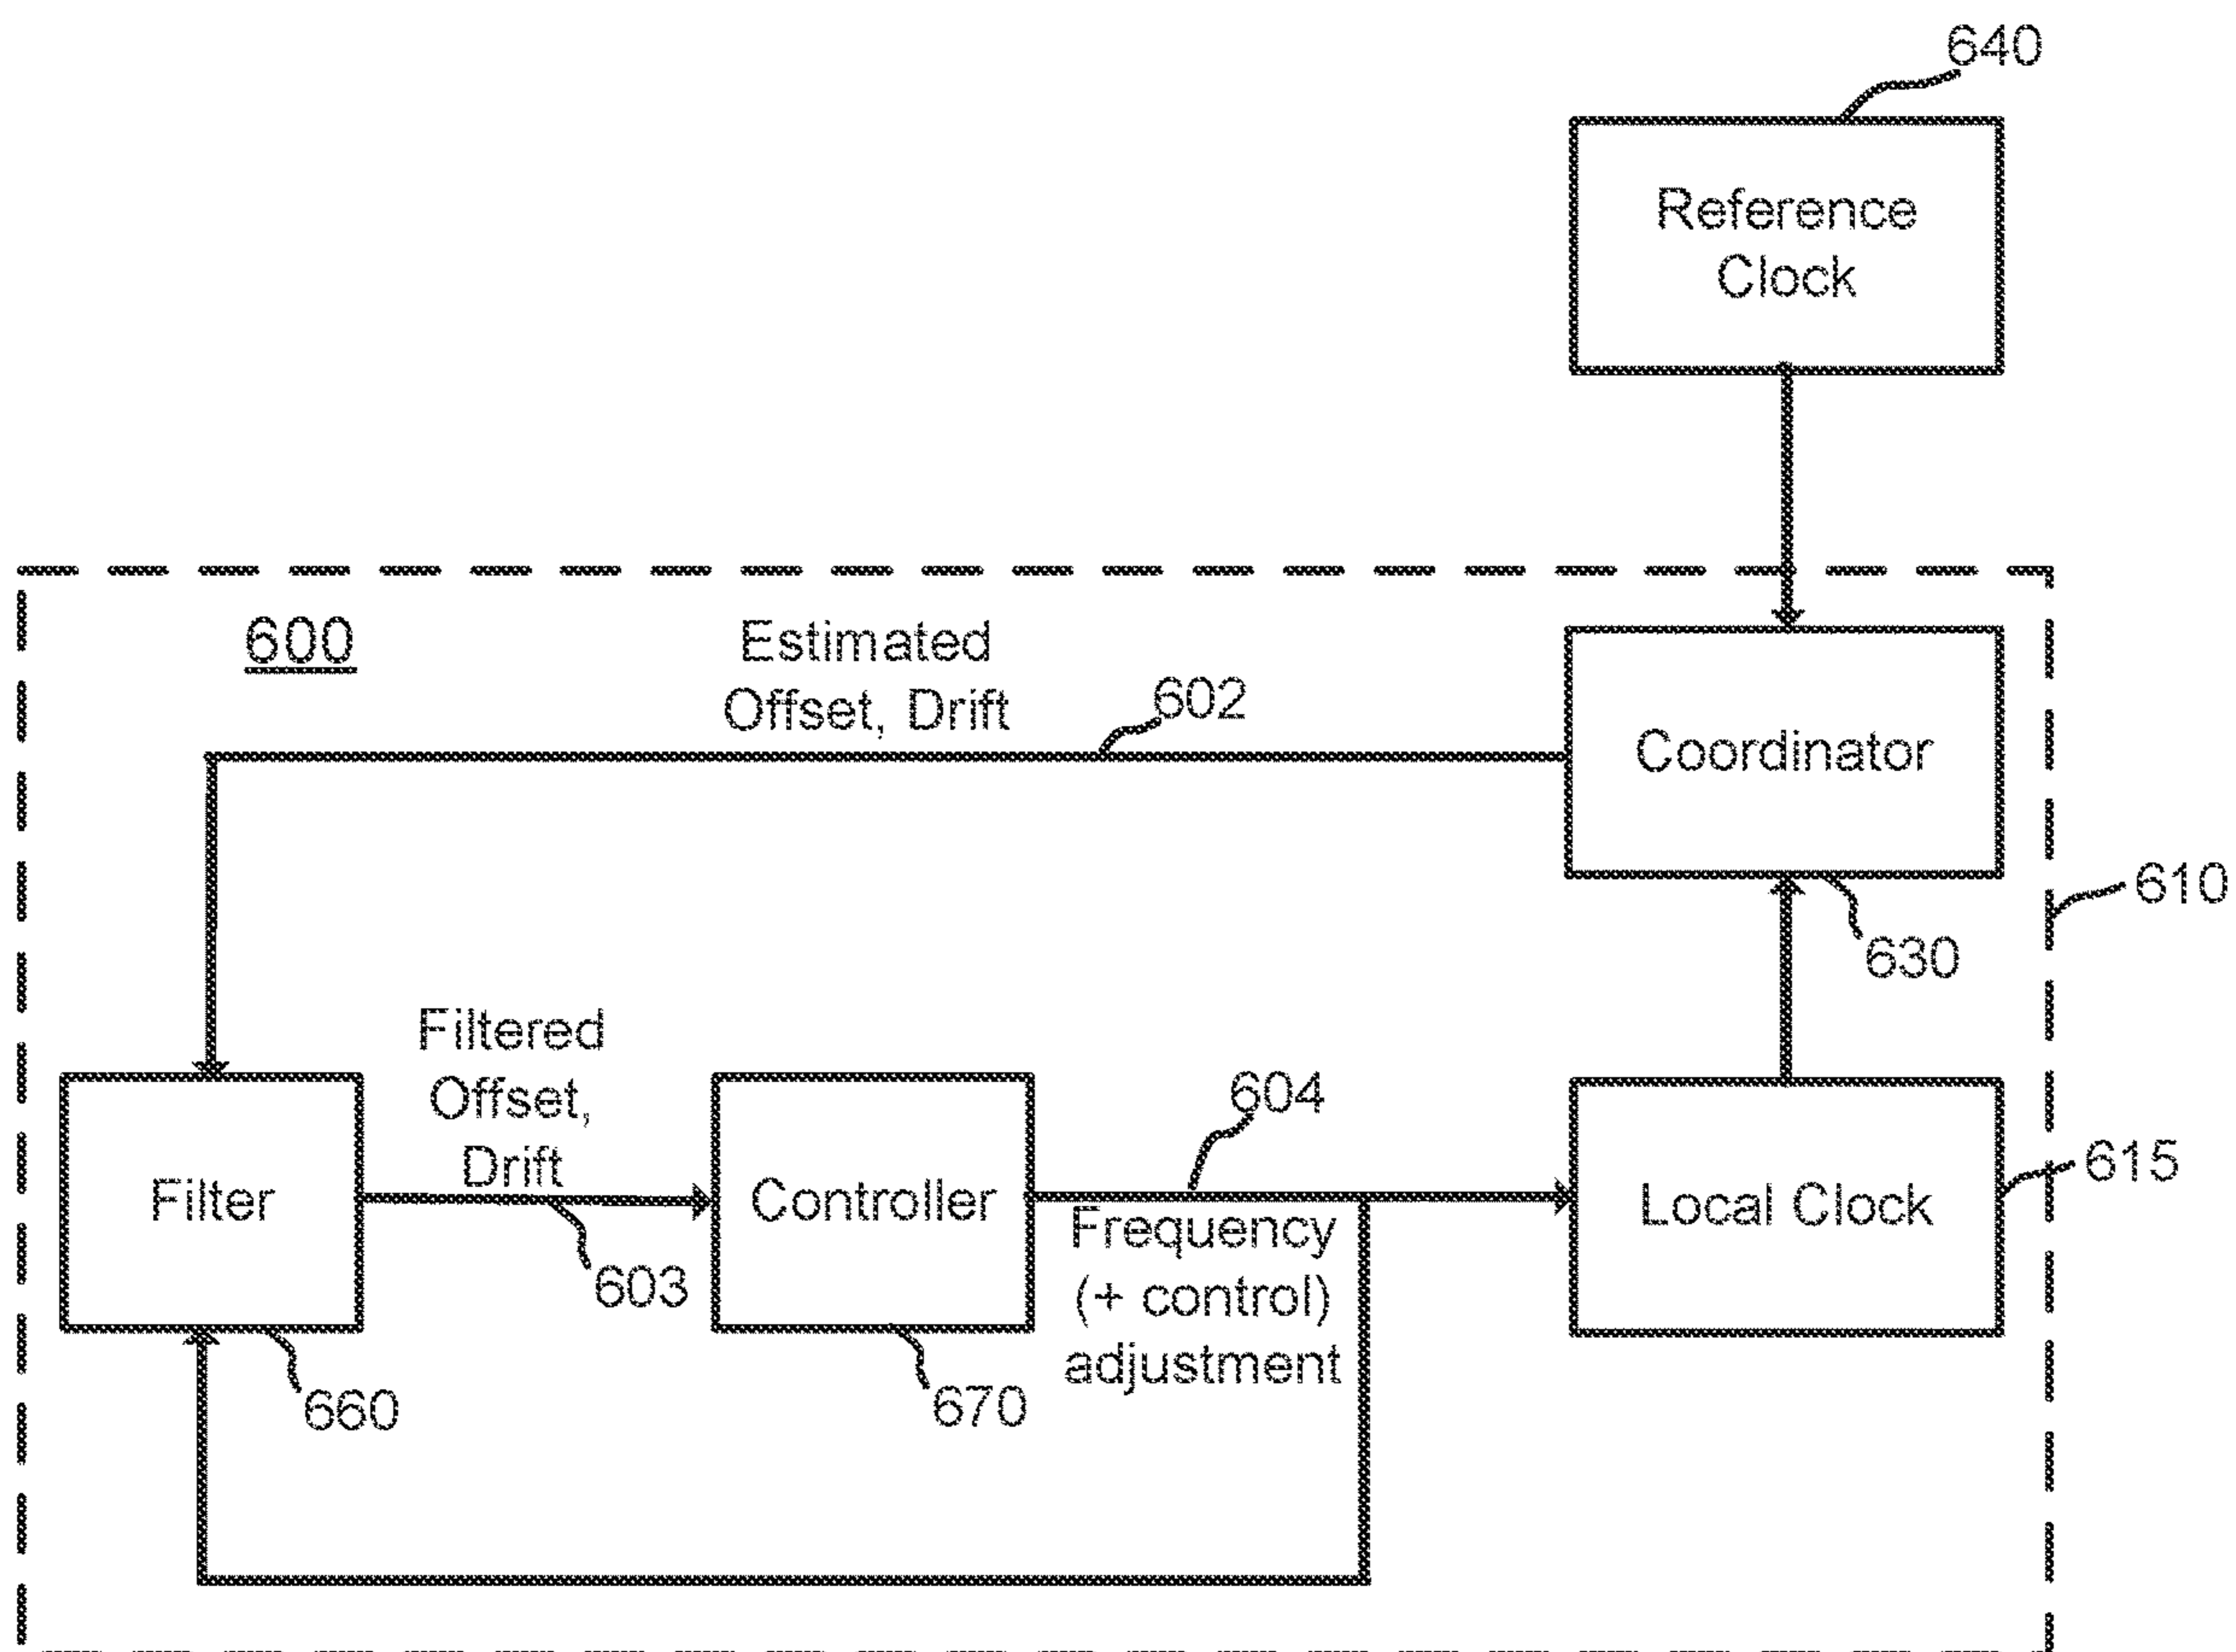 640
Reference
Clock
600
Estimated
Offset, Drift
602
Coordinator
610
630
Filtered
Offset,
Drift
604
Filter
Controller
Local Clock
615
603
Frequency
(+ control)
adjustment
660
670